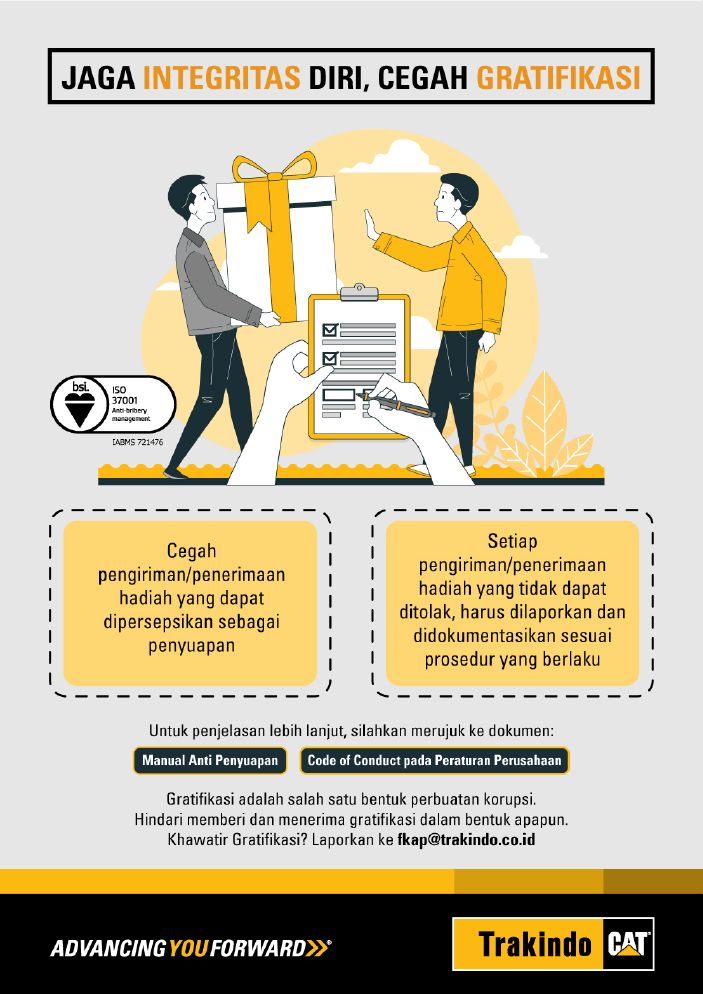 JAGA INTEGRITAS DIRI, CEGAH GRATIFIKASI
bsi.
ISO
37001
Anti-bribery
management
IABMS 721476
Cegah
pengiriman/penerimaan
hadiah yang dapat
dipersepsikan sebagai
penyuapan
Setiap
pengiriman/penerimaan
hadiah yang tidak dapat
ditolak, harus dilaporkan dan
didokumentasikan sesuai
prosedur yang berlaku
Untuk penjelasan lebih lanjut, silahkan merujuk ke dokumen:
Manual Anti Penyuapan
Code of Conduct pada Peraturan Perusahaan
Gratifikasi adalah salah satu bentuk perbuatan korupsi.
Hindari memberi dan menerima gratifikasi dalam bentuk apapun.
Khawatir Gratifikasi? Laporkan ke fkap@trakindo.co.id
ADVANCING YOU FORWARD®
Trakindo CAT